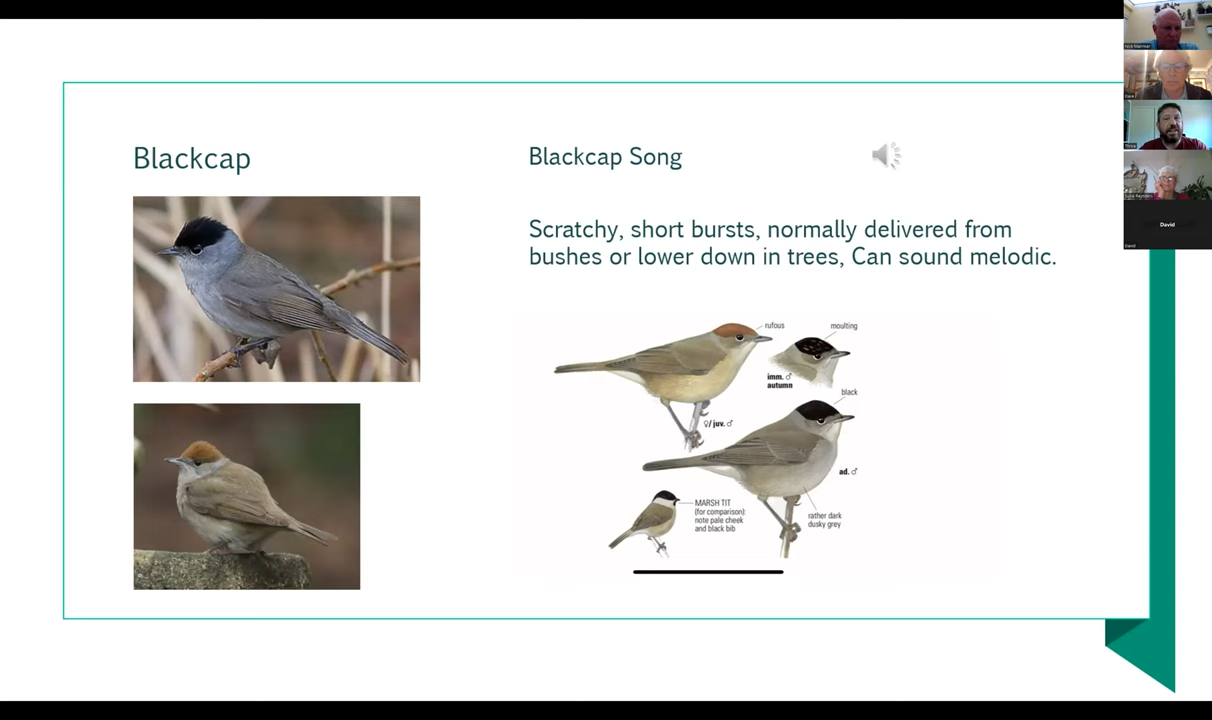 Blackcap
Blackcap Song
Scratchy, short bursts, normally delivered from
bushes or lower down in trees, Can sound melodic.
rufous
moulting
imm. ♂
autumn
black
♀/ juv. ♂
ad. ♂
MARSH TIT
(for comparison):
note pale cheek
and black bib
rather dark
dusky grey
David
David